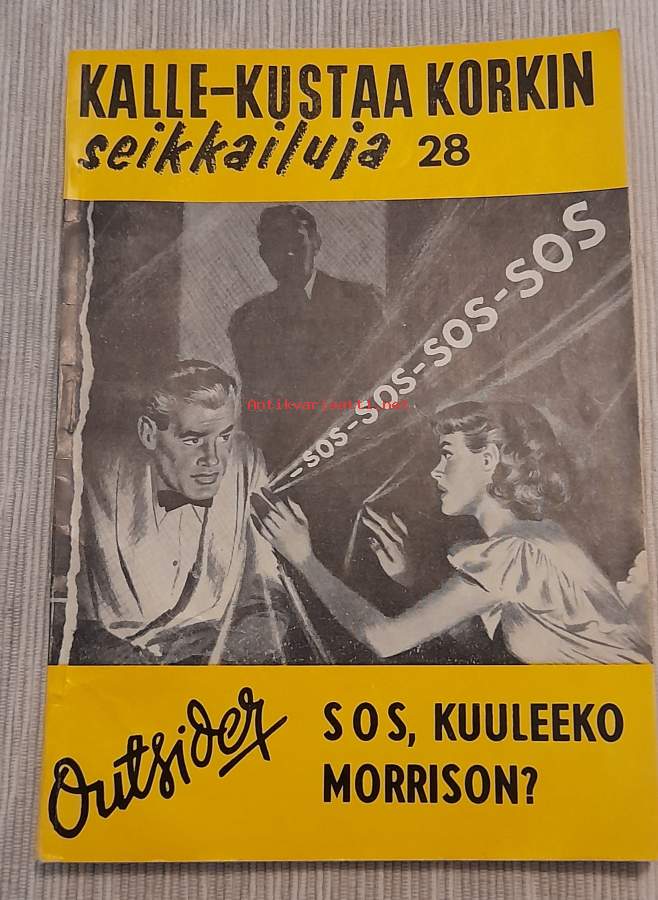 KALLE-KUSTAA KORKIN
seikkailuja 28
-SOS-SOS-SOS-SOS
Antikvariaatti.net
Outsider
SOS, KUULEEKO
MORRISON?